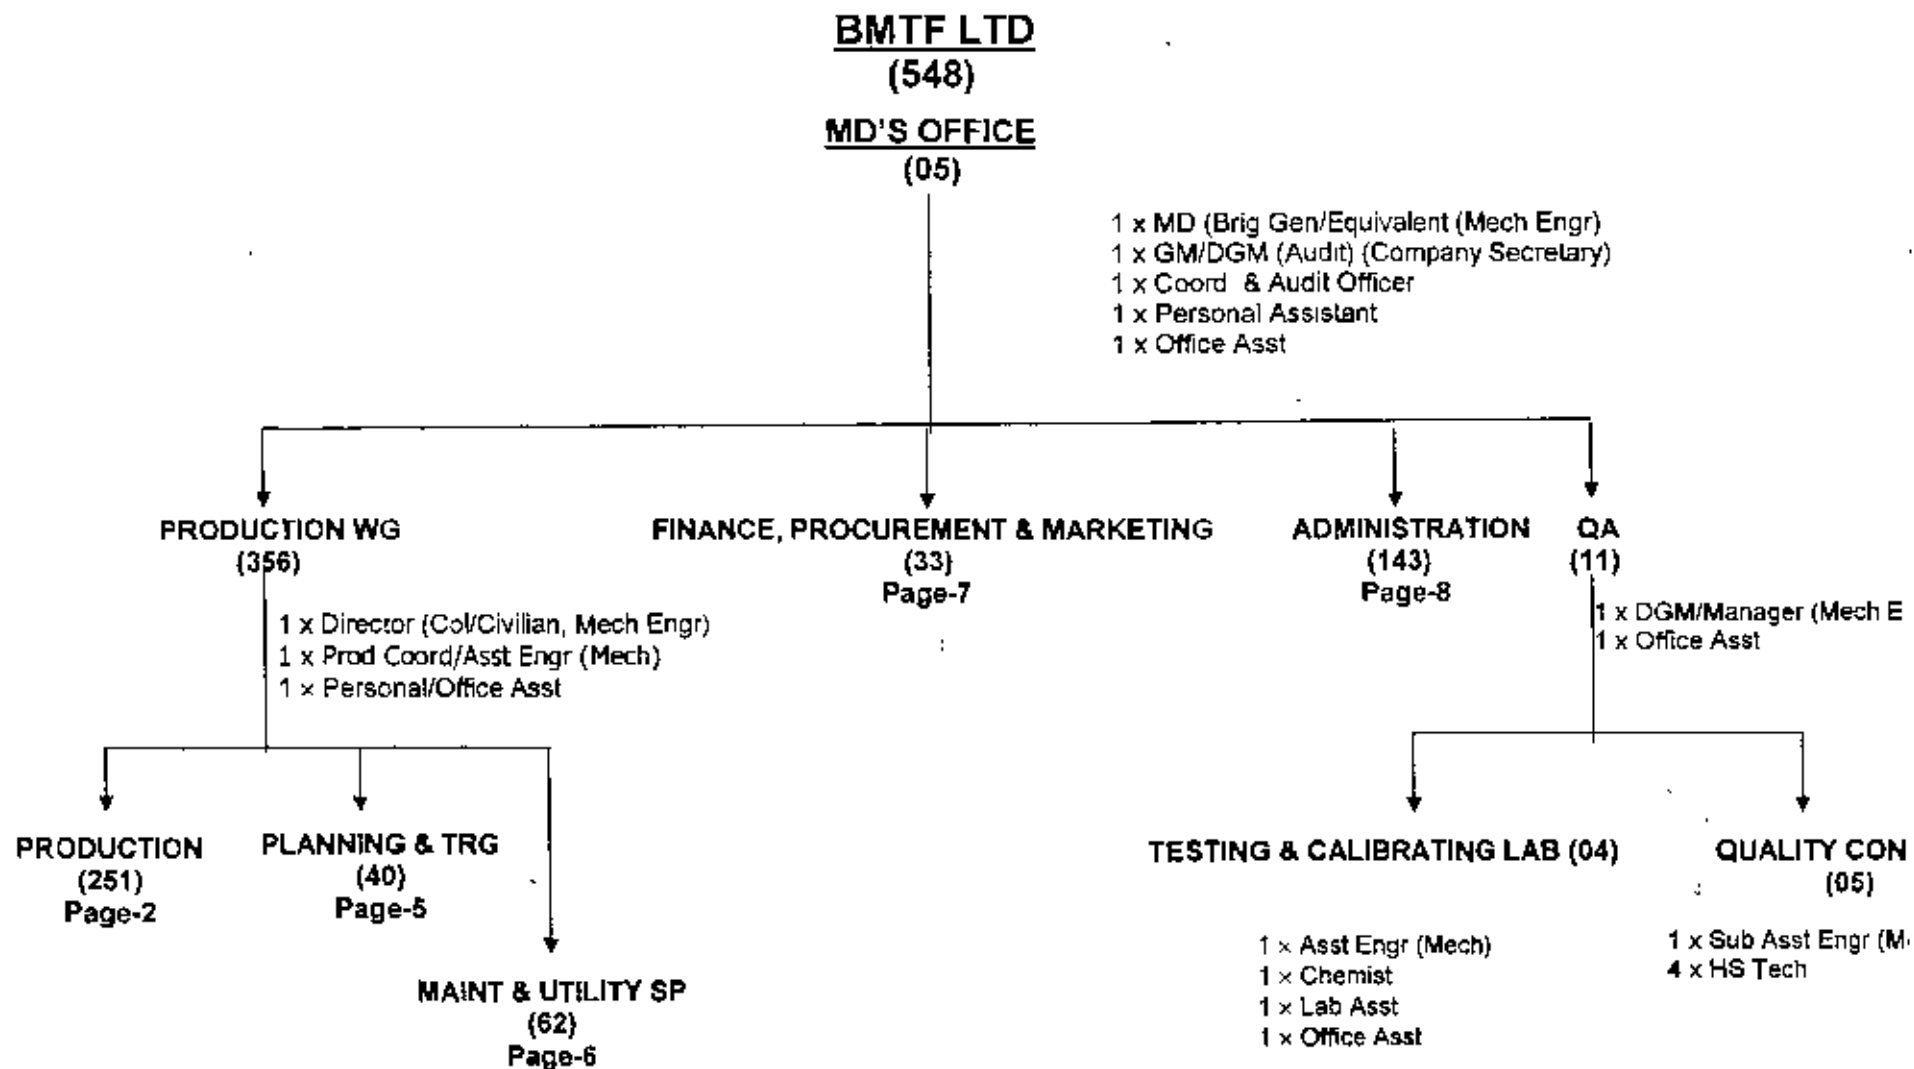 BMTF LTD
(548)
MD'S OFFICE
(05)
1 x MD (Brig Gen/Equivalent (Mech Engr)
1 x GM/DGM (Audit) (Company Secretary)
1 x Coord & Audit Officer
1 x Personal Assistant
1 x Office Asst
PRODUCTION WG
(356)
1 x Director (Col/Civilian, Mech Engr)
1 x Prod Coord/Asst Engr (Mech)
1 x Personal/Office Asst
FINANCE, PROCUREMENT & MARKETING
(33)
Page-7
ADMINISTRATION
(143)
Page-8
QA
(11)
1 x DGM/Manager (Mech E
1 x Office Asst
PRODUCTION
(251)
Page-2
PLANNING & TRG
(40)
Page-5
MAINT & UTILITY SP
(62)
Page-6
TESTING & CALIBRATING LAB (04)
1 x Asst Engr (Mech)
1 x Chemist
1 x Lab Asst
1 x Office Asst
QUALITY CON
(05)
1 x Sub Asst Engr (M
4 x HS Tech